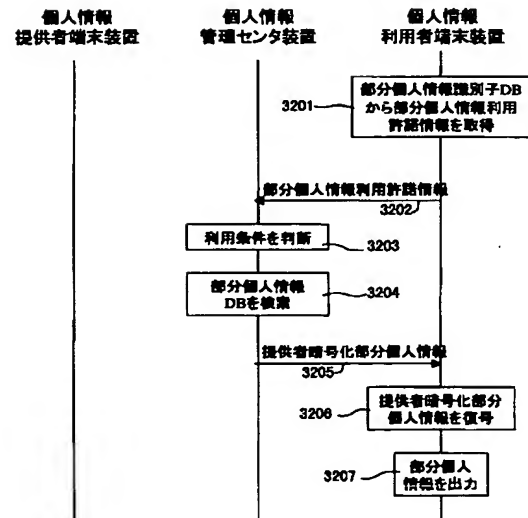 個人情報
提供者端末装置
個人情報
管理センタ装置
個人情報
利用者端末装置
3201
部分個人情報識別子DB
から部分個人情報利用
許諾情報を取得
部分個人情報利用許諾情報
3202
利用条件を判断
3203
部分個人情報
DBを検索
3204
提供者暗号化部分個人情報
3205
3206
提供者暗号化部分
個人情報を復号
3207
部分個人
情報を出力